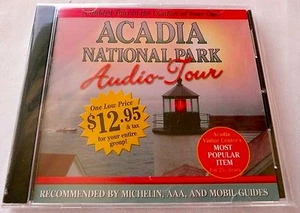 ACADIA
NATIONAL PARK
Audio-Tour
One Low Price
$12.95
& tax
for your entire
group!
Acadia
Visitor Center's
MOST
POPULAR
ITEM
RECOMMENDED BY MICHELIN, AAA, AND MOBIL GUIDES